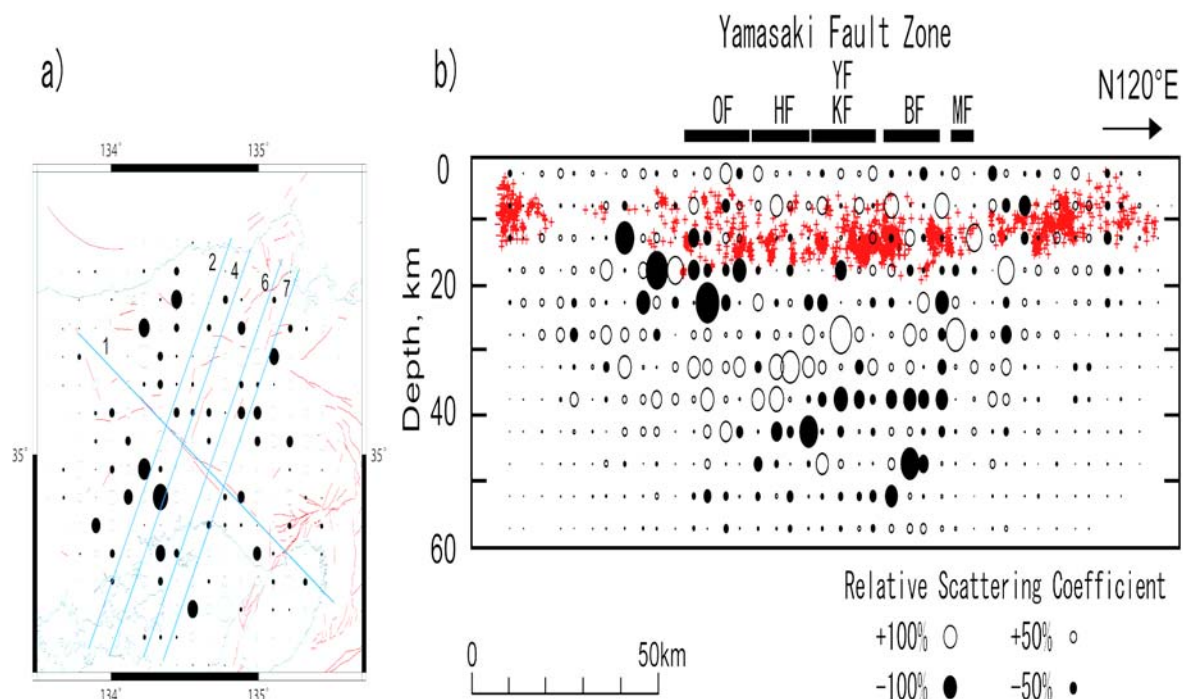 a)
134°
135°
2
4
6
7
1
35°
35°
134°
135°
b)
Yamasaki Fault Zone
YF
OF HF KF BF MF
N120°E
0
20
40
60
Depth, km
Relative Scattering Coefficient
+100% +50%
-100% -50%
0 50km